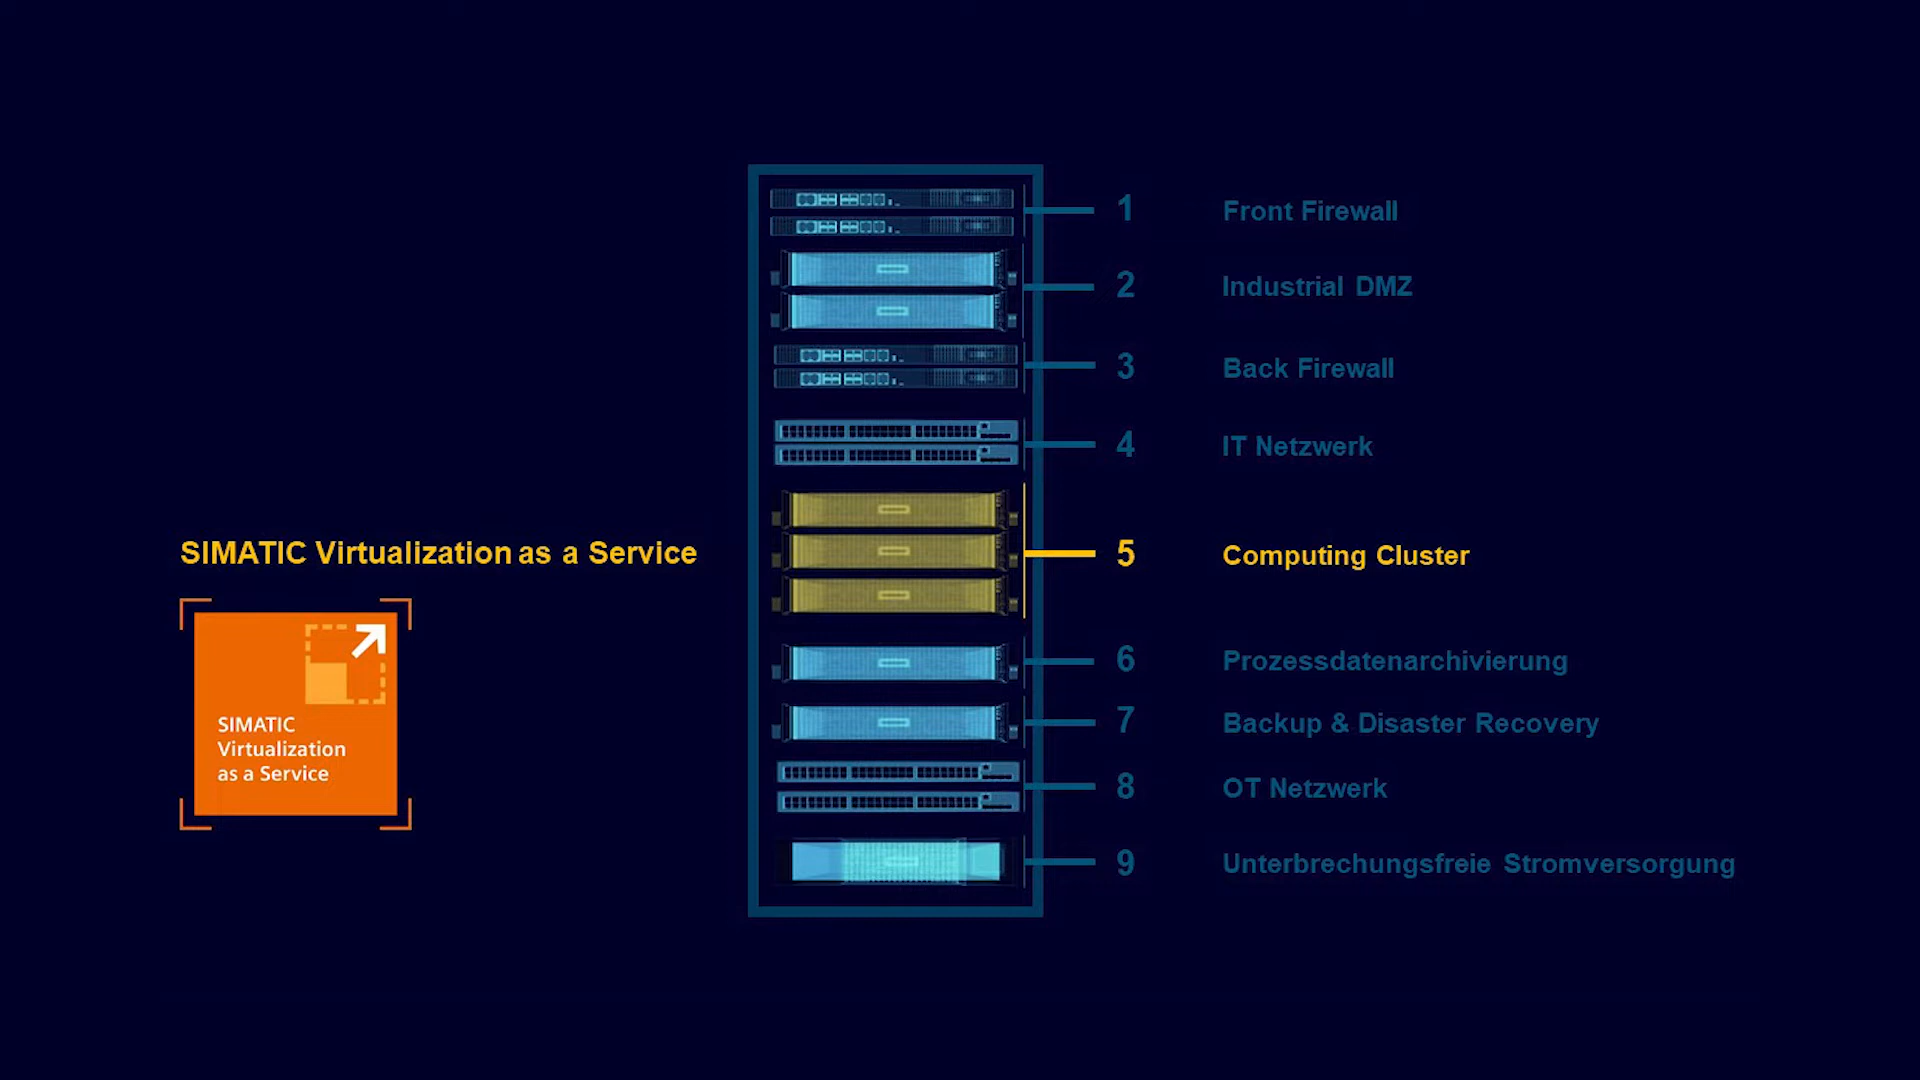 1 Front Firewall
2 Industrial DMZ
3 Back Firewall
4 IT Netzwerk
SIMATIC Virtualization as a Service
5 Computing Cluster
6 Prozessdatenarchivierung
7 Backup & Disaster Recovery
8 OT Netzwerk
9 Unterbrechungsfreie Stromversorgung
SIMATIC
Virtualization
as a Service